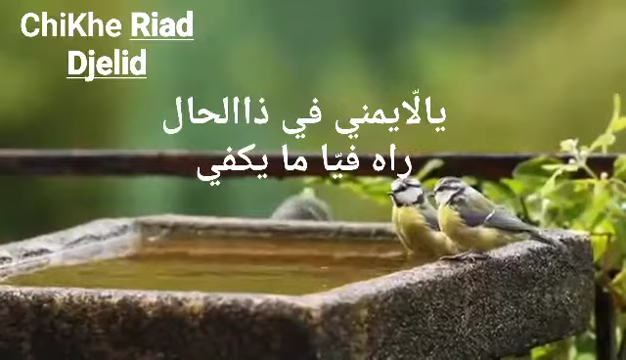 ChiKhe Riad
Djelid
يالّايمني في ذاالحال
راه فيّا ما يكفي